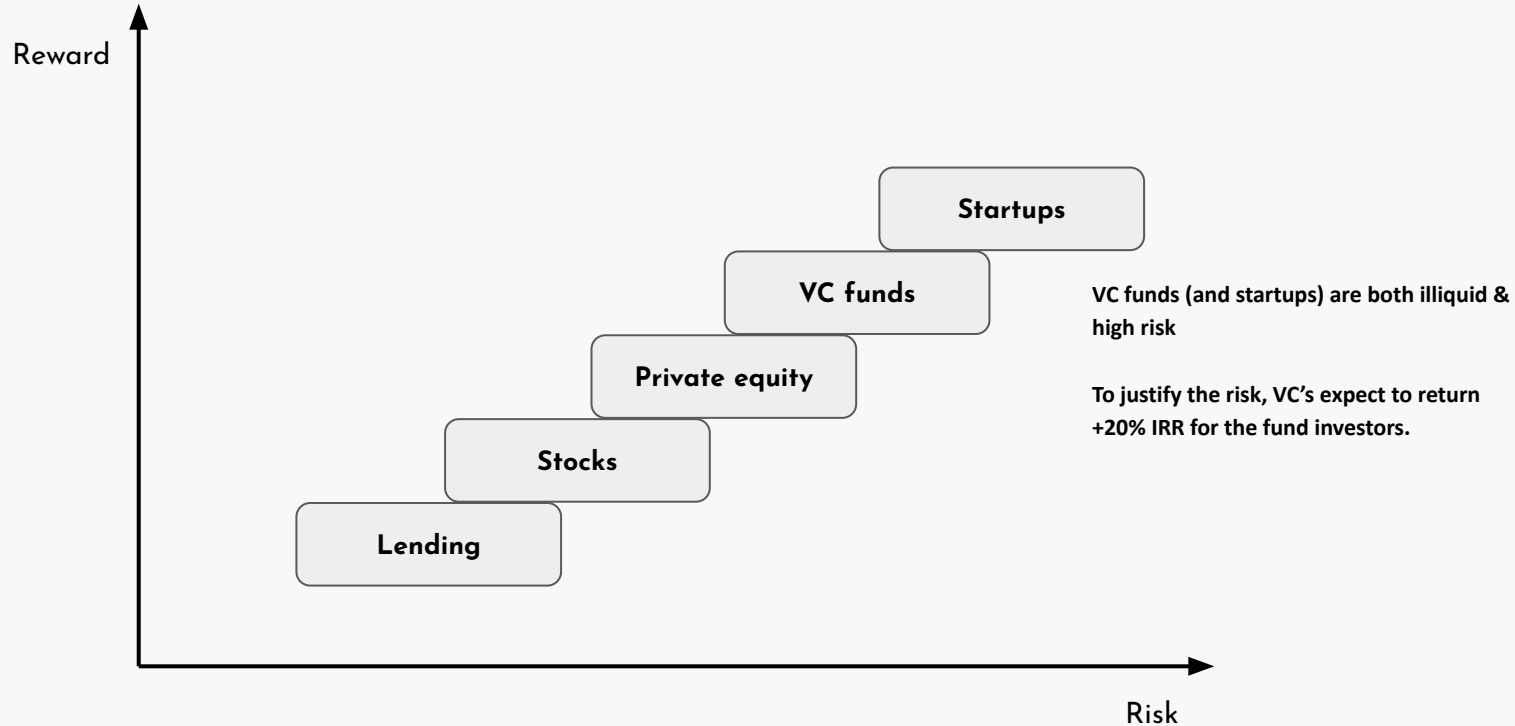 Reward
Startups
VC funds
VC funds (and startups) are both illiquid &
high risk
Private equity
To justify the risk, VC’s expect to return
+20% IRR for the fund investors.
Stocks
Lending
Risk